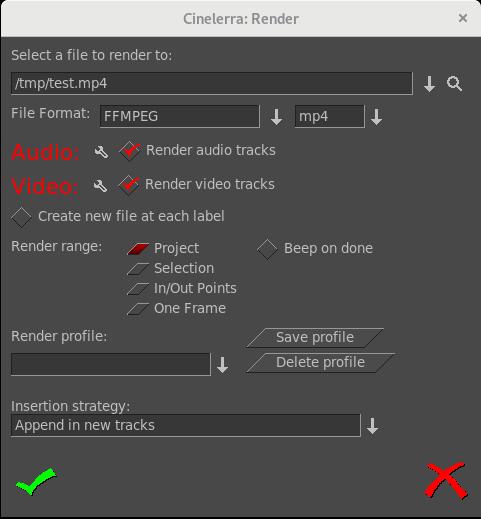 Cinelerra: Render
Select a file to render to:
/tmp/test.mp4
File Format: FFMPEG mp4
Audio: Render audio tracks
Video: Render video tracks
Create new file at each label
Render range: Project Beep on done
Selection
In/Out Points
One Frame
Render profile: Save profile
Delete profile
Insertion strategy:
Append in new tracks